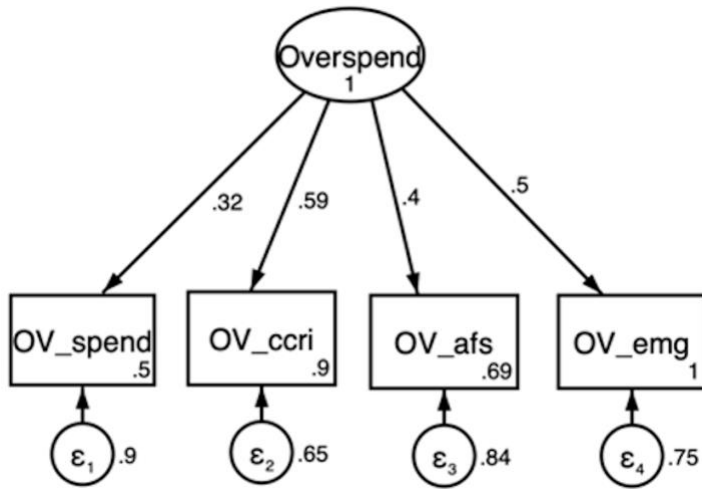 Overspend
1
.32
.59
.4
.5
OV_spend
.5
OV_ccri
.9
OV_afs
.69
OV_emg
1
ε₁ .9
ε₂ .65
ε₃ .84
ε₄ .75